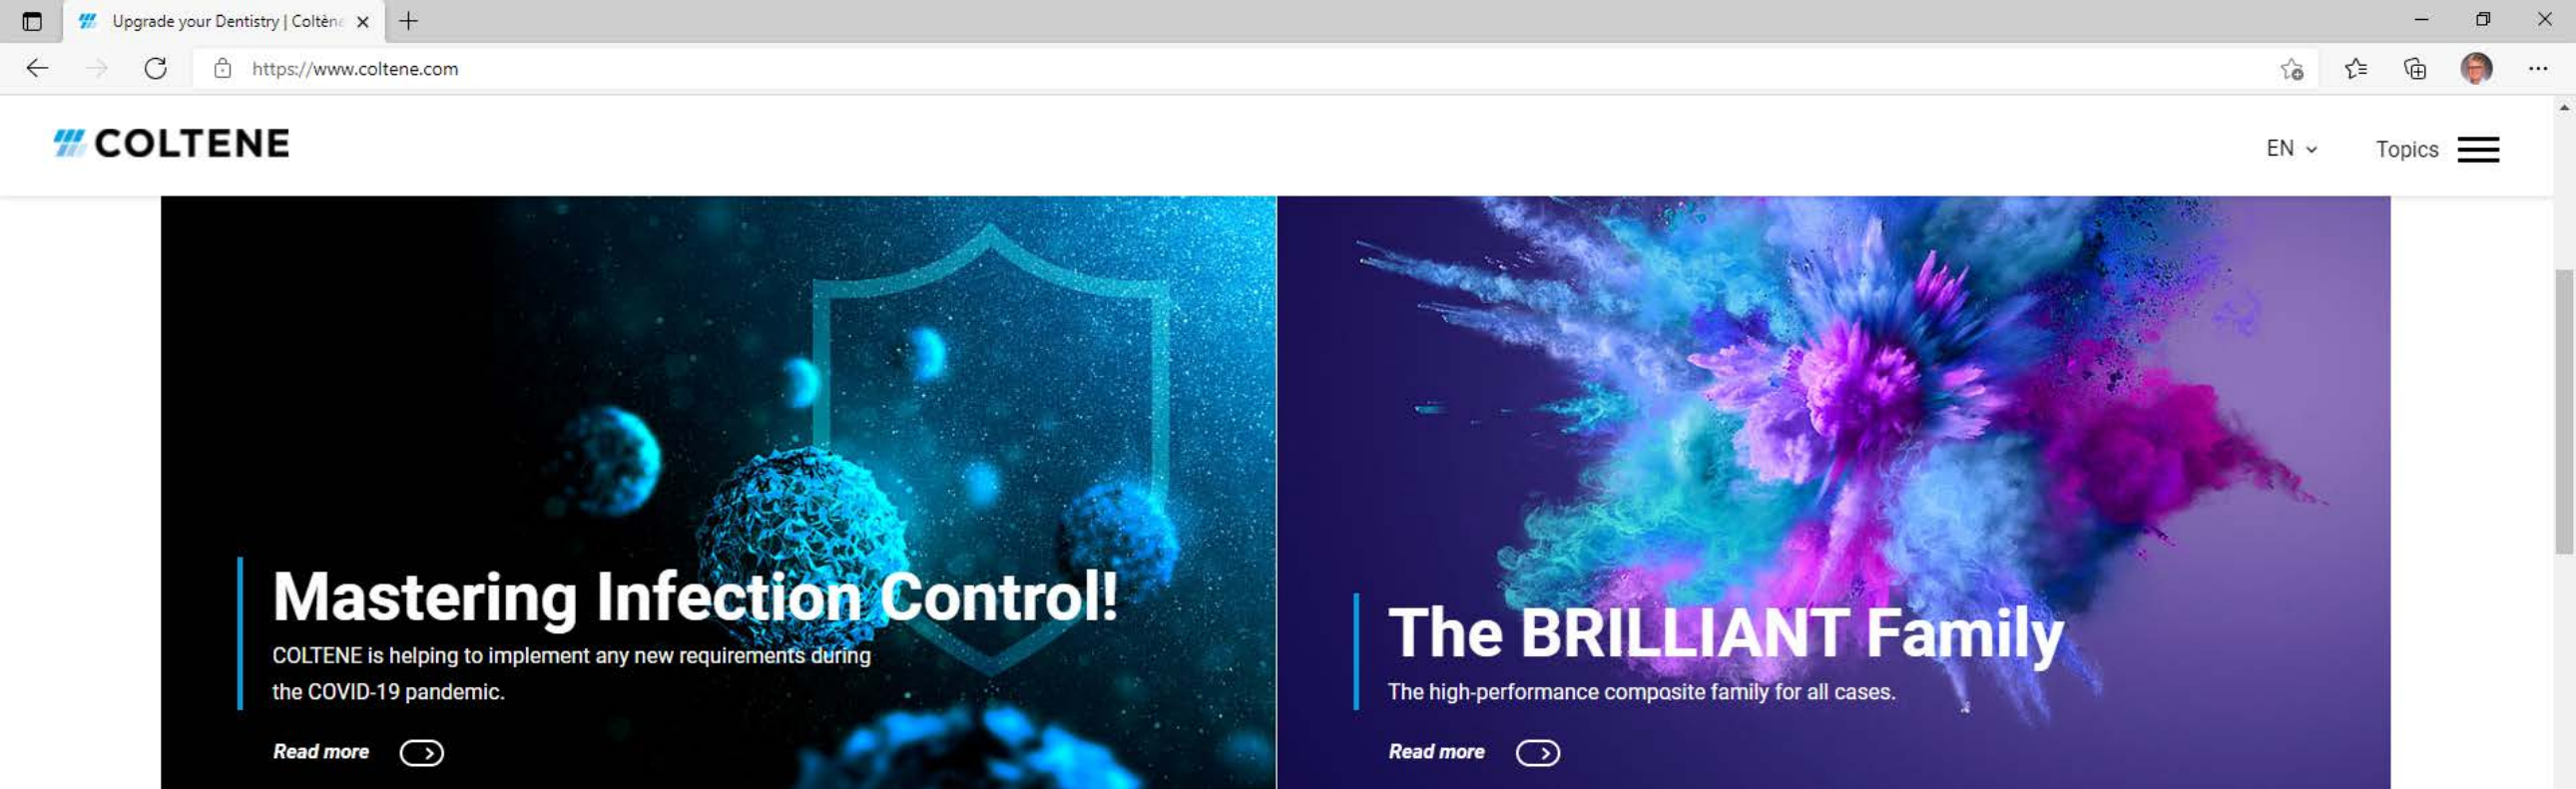 Upgrade your Dentistry | Coltène
https://www.coltene.com
COLTENE
EN
Topics
Mastering Infection Control!
COLTENE is helping to implement any new requirements during
the COVID-19 pandemic.
Read more
The BRILLIANT Family
The high-performance composite family for all cases.
Read more